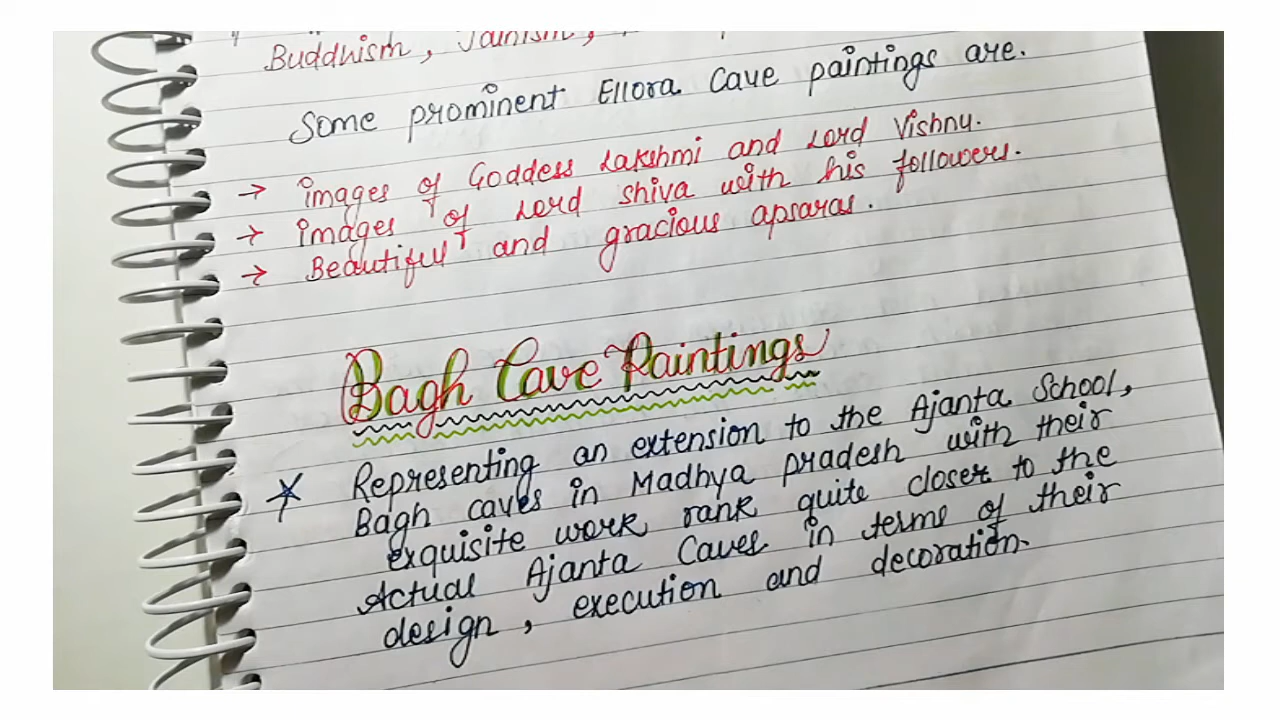 Buddhism, Jainism,
Some prominent Ellora Cave paintings are.
→ images of Goddess Lakshmi and Lord Vishnu.
→ images of Lord Shiva with his followers.
→ Beautiful and gracious apsaras.
Bagh Cave Paintings
* Representing an extension to the Ajanta School,
Bagh caves in Madhya pradesh with their
exquisite work rank quite closer to the
Actual Ajanta Caves in terms of their
design, execution and decoration.